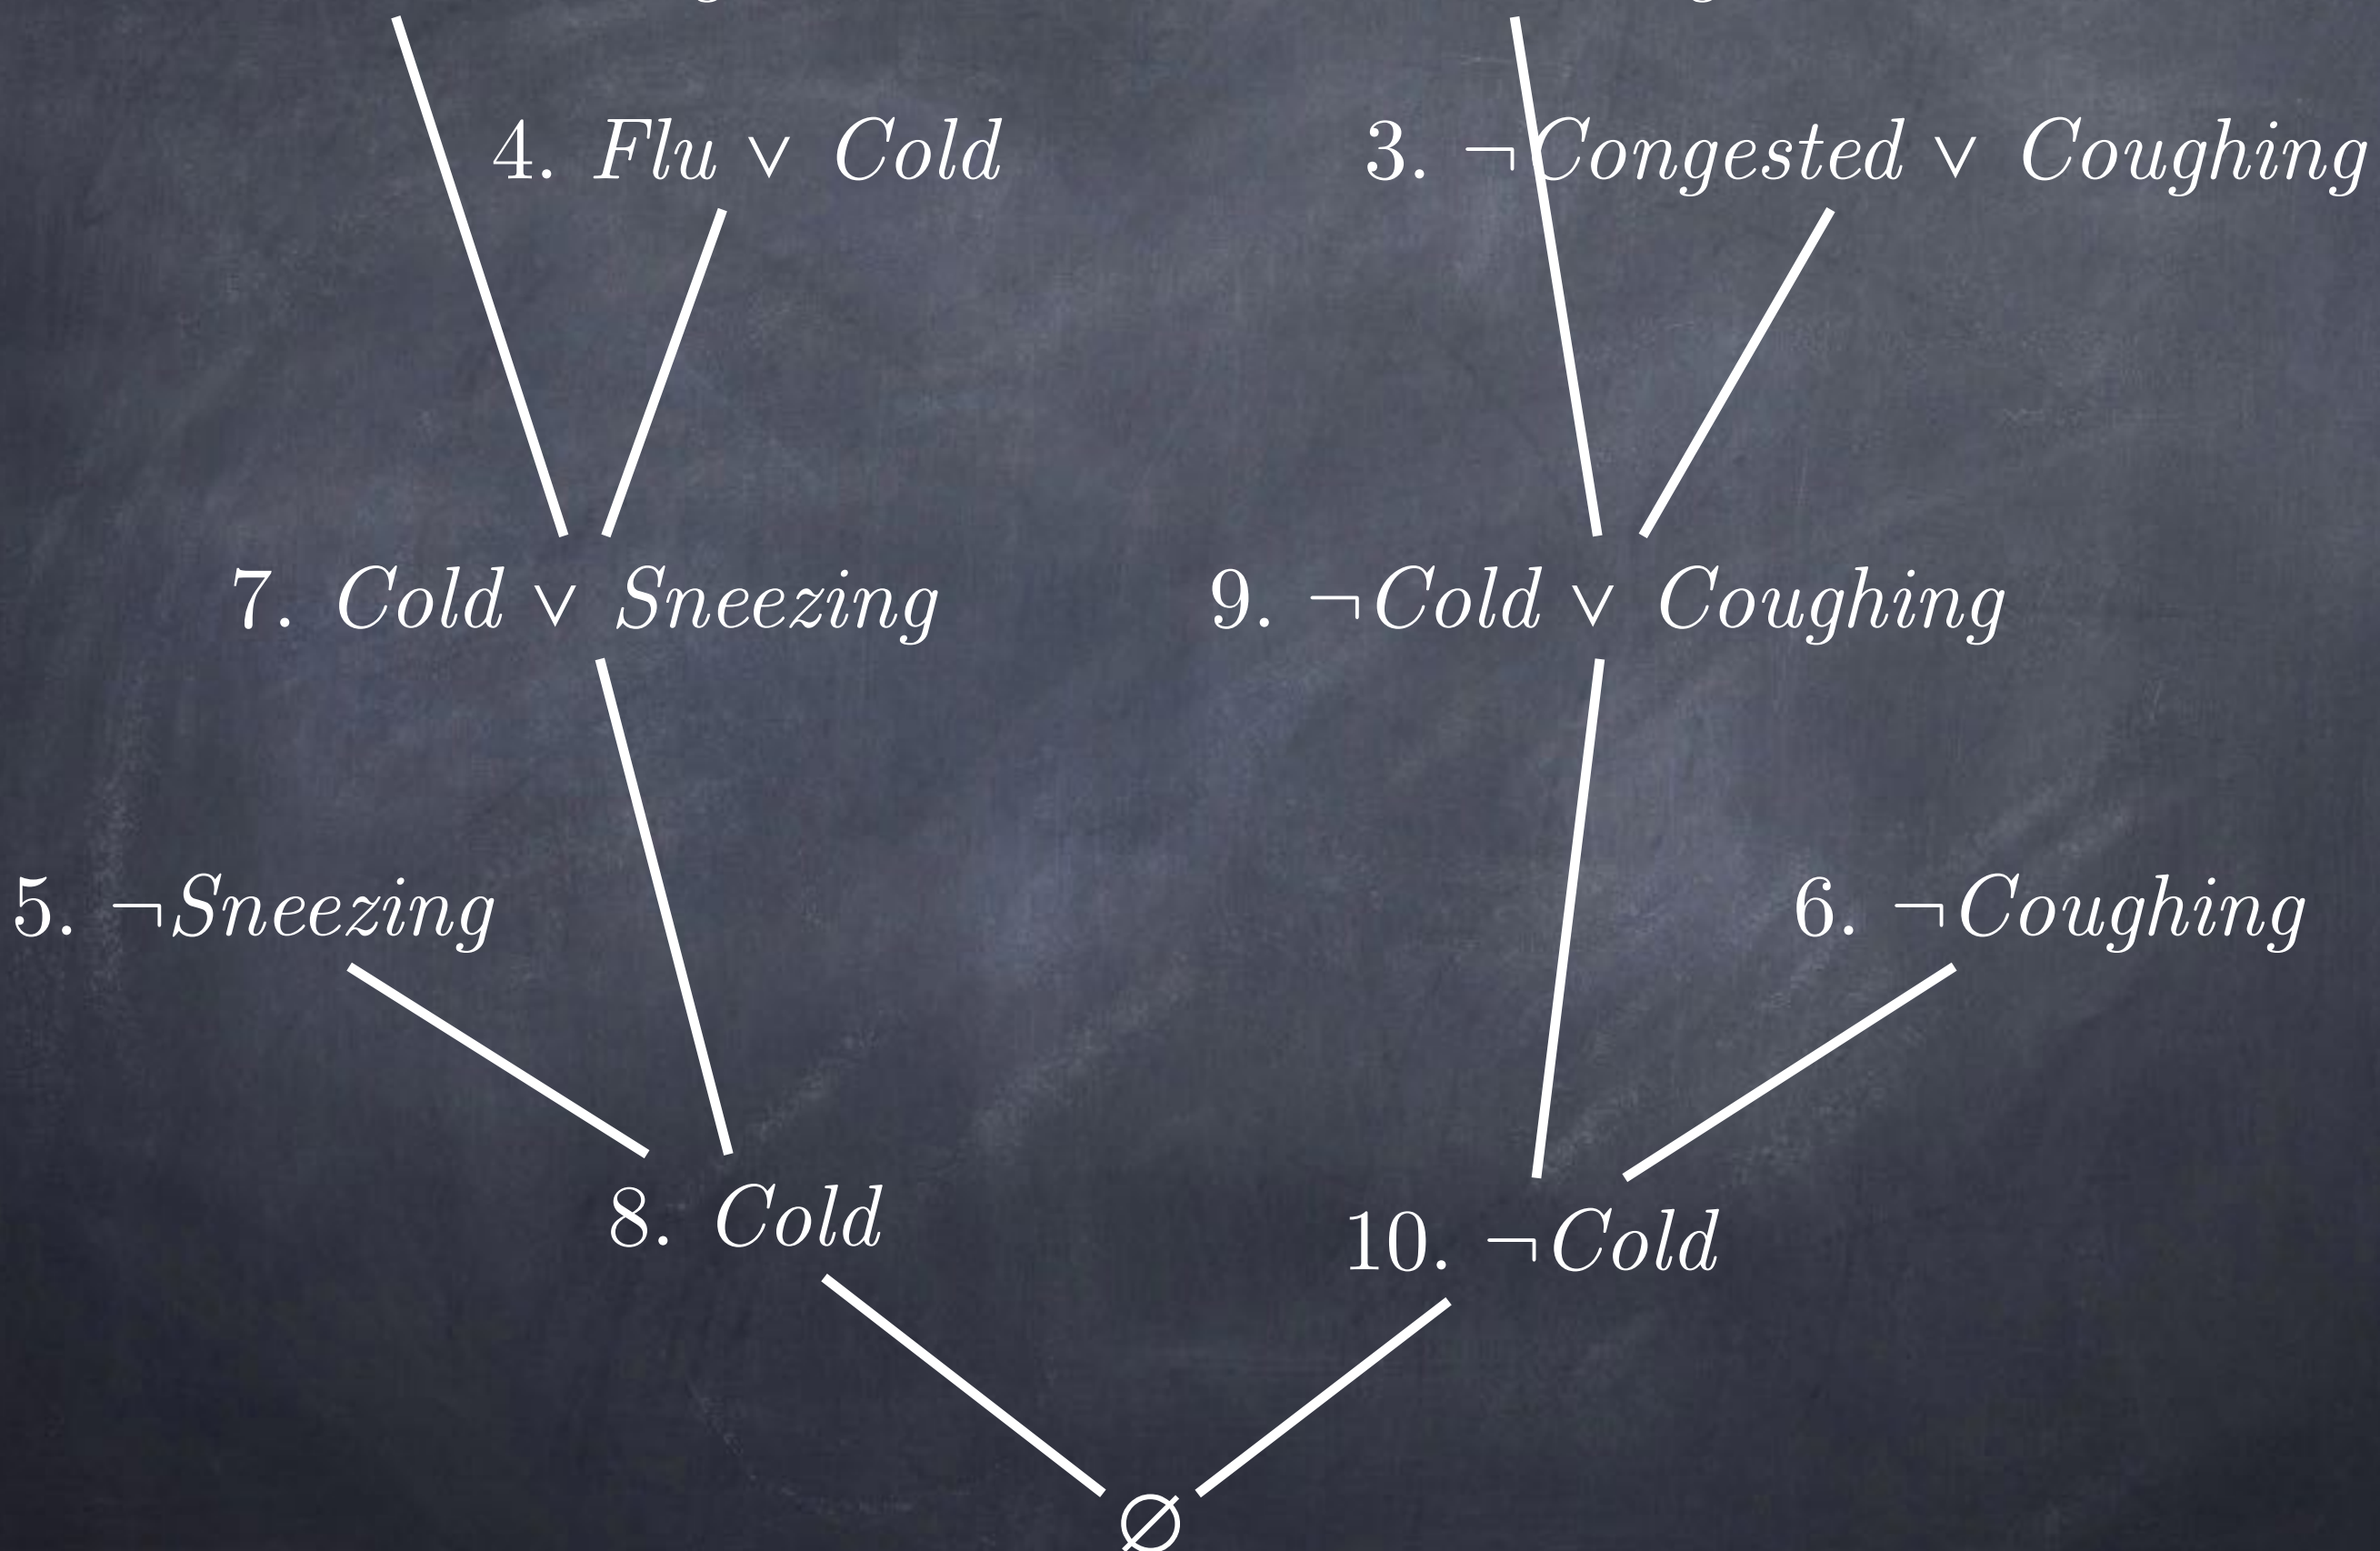 4. Flu ∨ Cold
3. ¬Congested ∨ Coughing
7. Cold ∨ Sneezing
9. ¬Cold ∨ Coughing
5. ¬Sneezing
6. ¬Coughing
8. Cold
10. ¬Cold
∅